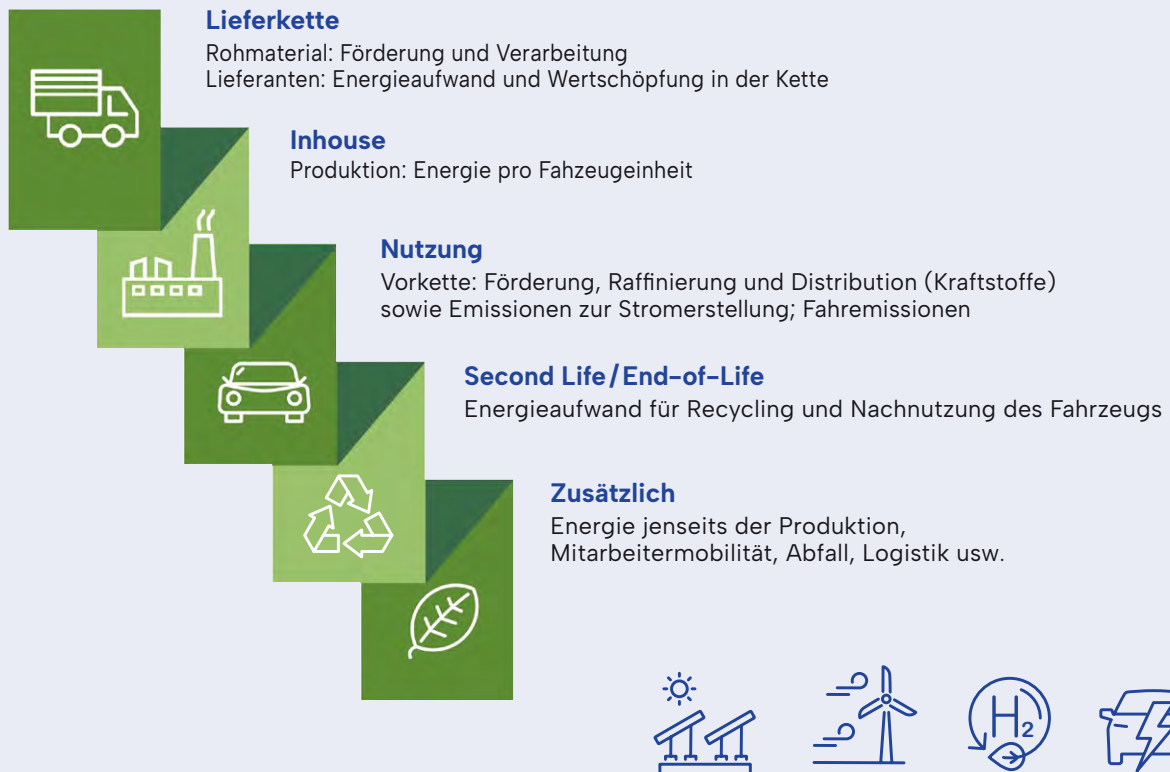 Lieferkette
Rohmaterial: Förderung und Verarbeitung
Lieferanten: Energieaufwand und Wertschöpfung in der Kette
Inhouse
Produktion: Energie pro Fahzeugeinheit
Nutzung
Vorkette: Förderung, Raffinierung und Distribution (Kraftstoffe)
sowie Emissionen zur Stromerstellung; Fahremissionen
Second Life/End-of-Life
Energieaufwand für Recycling und Nachnutzung des Fahrzeugs
Zusätzlich
Energie jenseits der Produktion,
Mitarbeitermobilität, Abfall, Logistik usw.
H₂